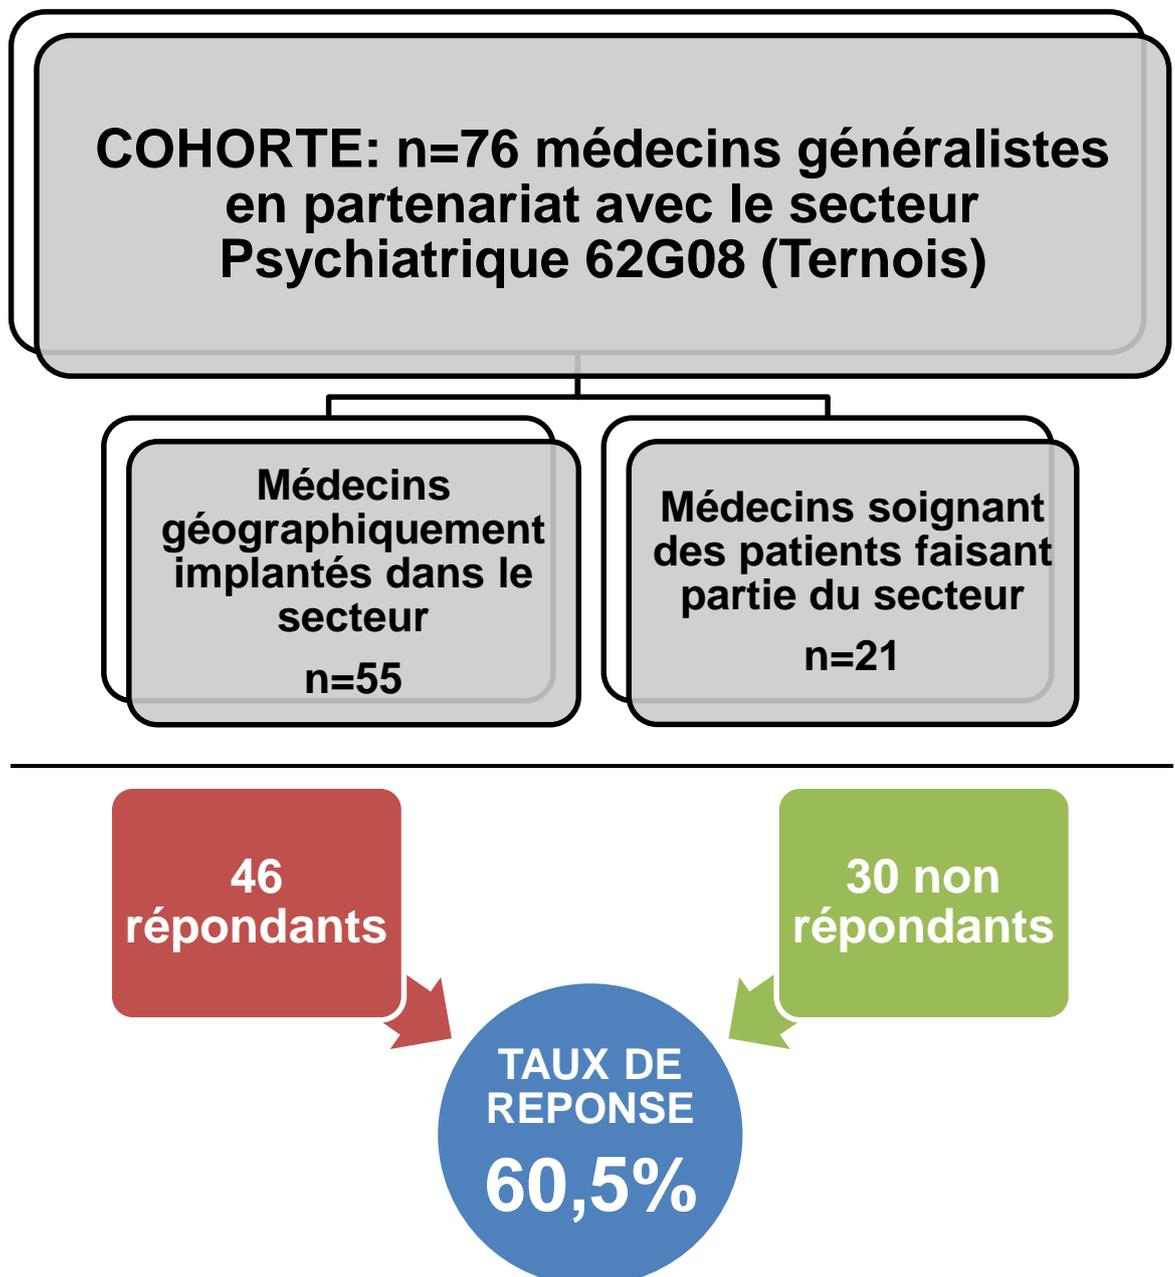 COHORTE: n=76 médecins généralistes
en partenariat avec le secteur
Psychiatrique 62G08 (Ternois)
Médecins
géographiquement
implantés dans le
secteur
n=55
Médecins soignant
des patients faisant
partie du secteur
n=21
46
répondants
30 non
répondants
TAUX DE
REPONSE
60,5%